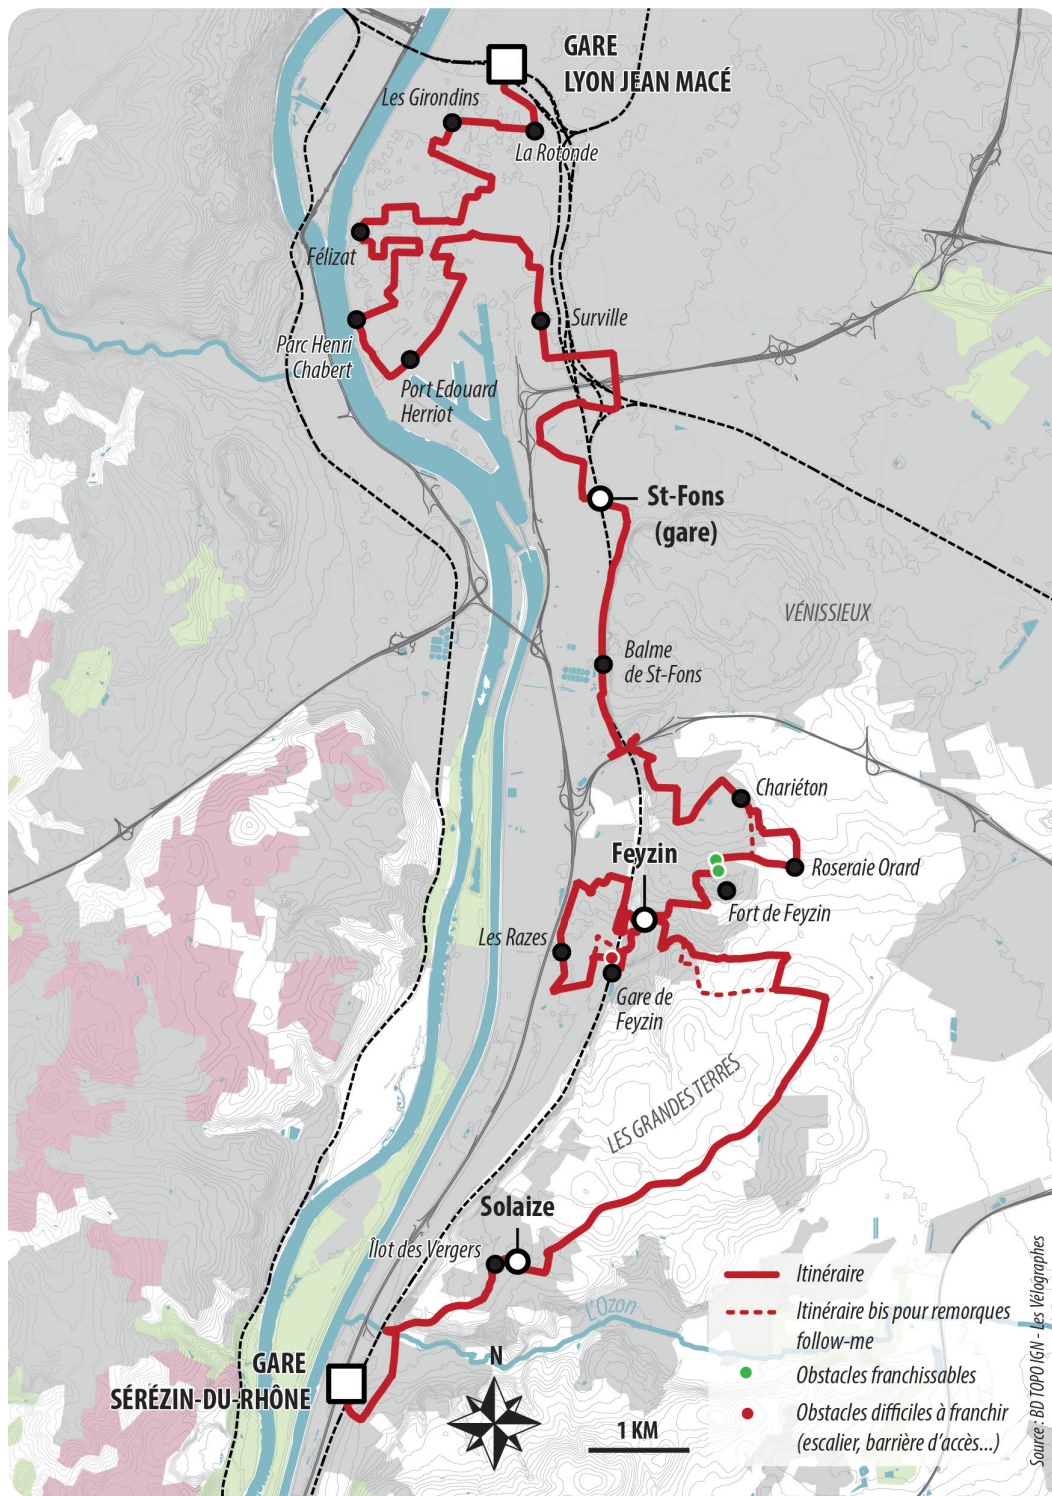 GARE
LYON JEAN MACÉ
Les Girondins
La Rotonde
Félizat
Surville
Parc Henri
Chabert
Port Edouard
Herriot
St-Fons
(gare)
VÉNISSIEUX
Balme
de St-Fons
Chariéton
Feyzin
Roseraie Orard
Fort de Feyzin
Les Razes
Gare de
Feyzin
LES GRANDES TERRES
Solaize
Îlot des Vergers
L'Ozon
GARE
SÉRÉZIN-DU-RHÔNE
N
1 KM
Itinéraire
Itinéraire bis pour remorques
follow-me
Obstacles franchissables
Obstacles difficiles à franchir
(escalier, barrière d'accès...)
Source : BD TOPO IGN - Les Vélographes